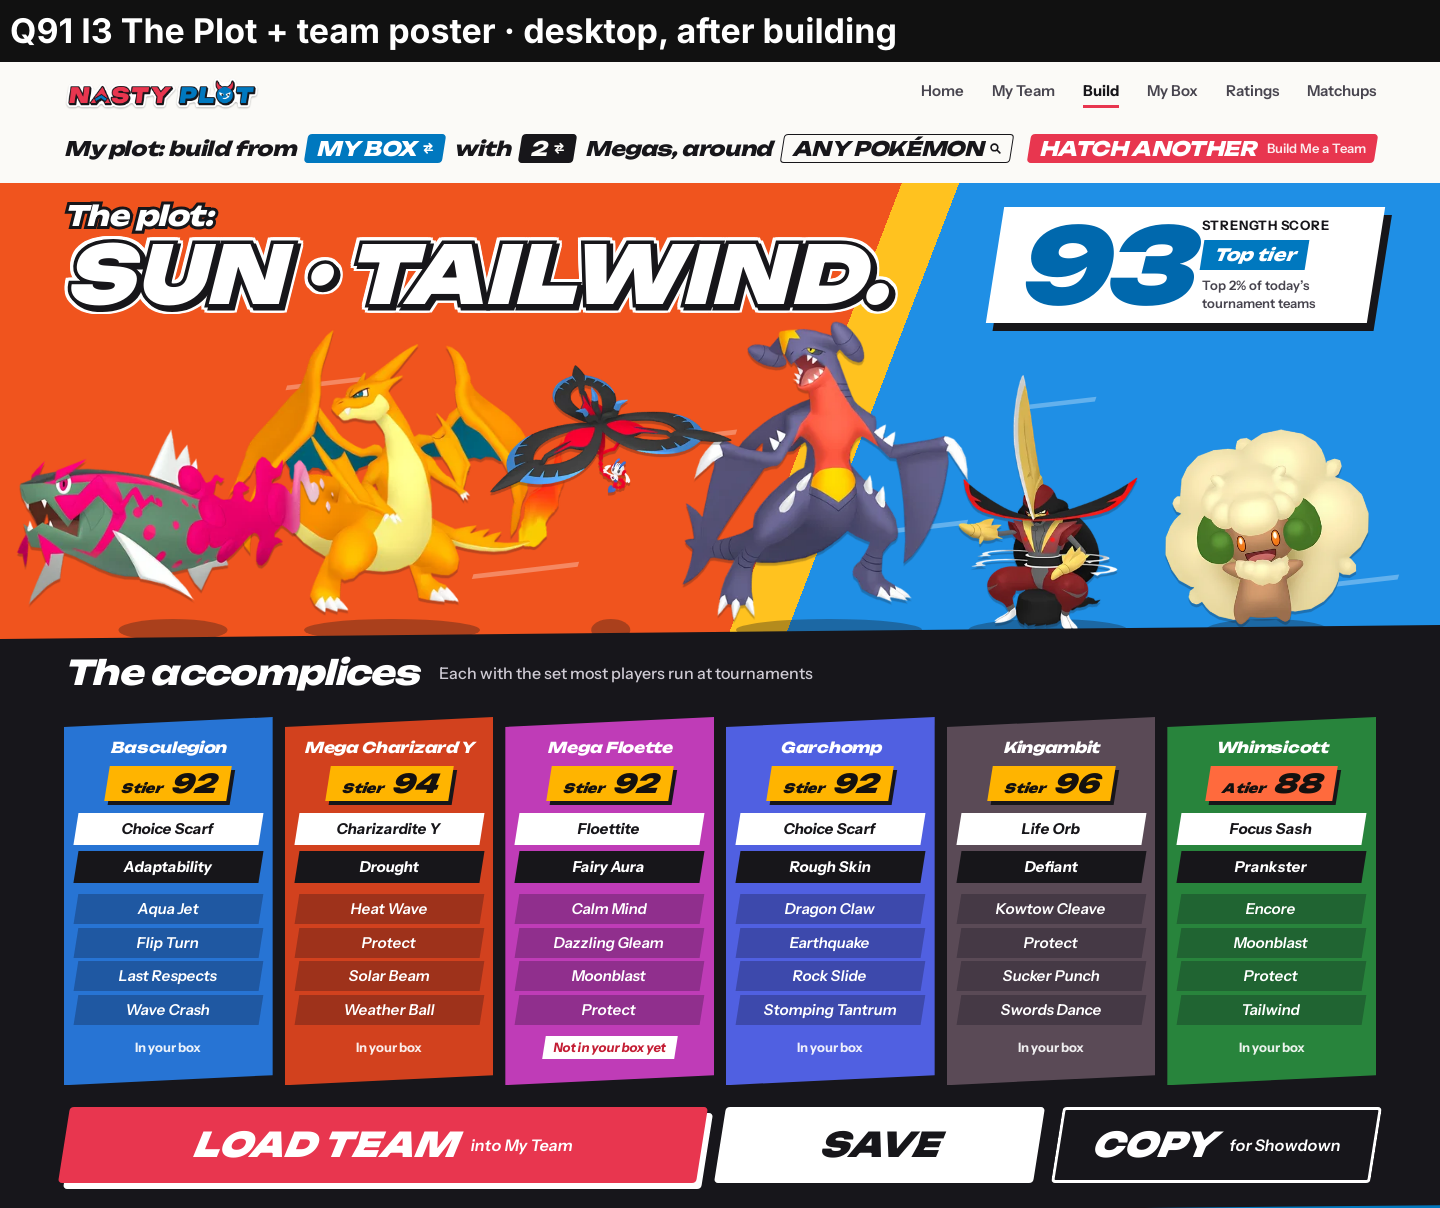 Q91 I3 The Plot + team poster · desktop, after building
NASTY PLOT
Home My Team Build My Box Ratings Matchups
My plot: build from MY BOX ⇄ with 2 ⇄ Megas, around ANY POKÉMON HATCH ANOTHER Build Me a Team
The plot:
SUN · TAILWIND.
93
STRENGTH SCORE
Top tier
Top 2% of today's
tournament teams
The accomplices Each with the set most players run at tournaments
Basculegion
S tier 92
Choice Scarf
Adaptability
Aqua Jet
Flip Turn
Last Respects
Wave Crash
In your box
Mega Charizard Y
S tier 94
Charizardite Y
Drought
Heat Wave
Protect
Solar Beam
Weather Ball
In your box
Mega Floette
S tier 92
Floettite
Fairy Aura
Calm Mind
Dazzling Gleam
Moonblast
Protect
Not in your box yet
Garchomp
S tier 92
Choice Scarf
Rough Skin
Dragon Claw
Earthquake
Rock Slide
Stomping Tantrum
In your box
Kingambit
S tier 96
Life Orb
Defiant
Kowtow Cleave
Protect
Sucker Punch
Swords Dance
In your box
Whimsicott
A tier 88
Focus Sash
Prankster
Encore
Moonblast
Protect
Tailwind
In your box
LOAD TEAM into My Team
SAVE
COPY for Showdown